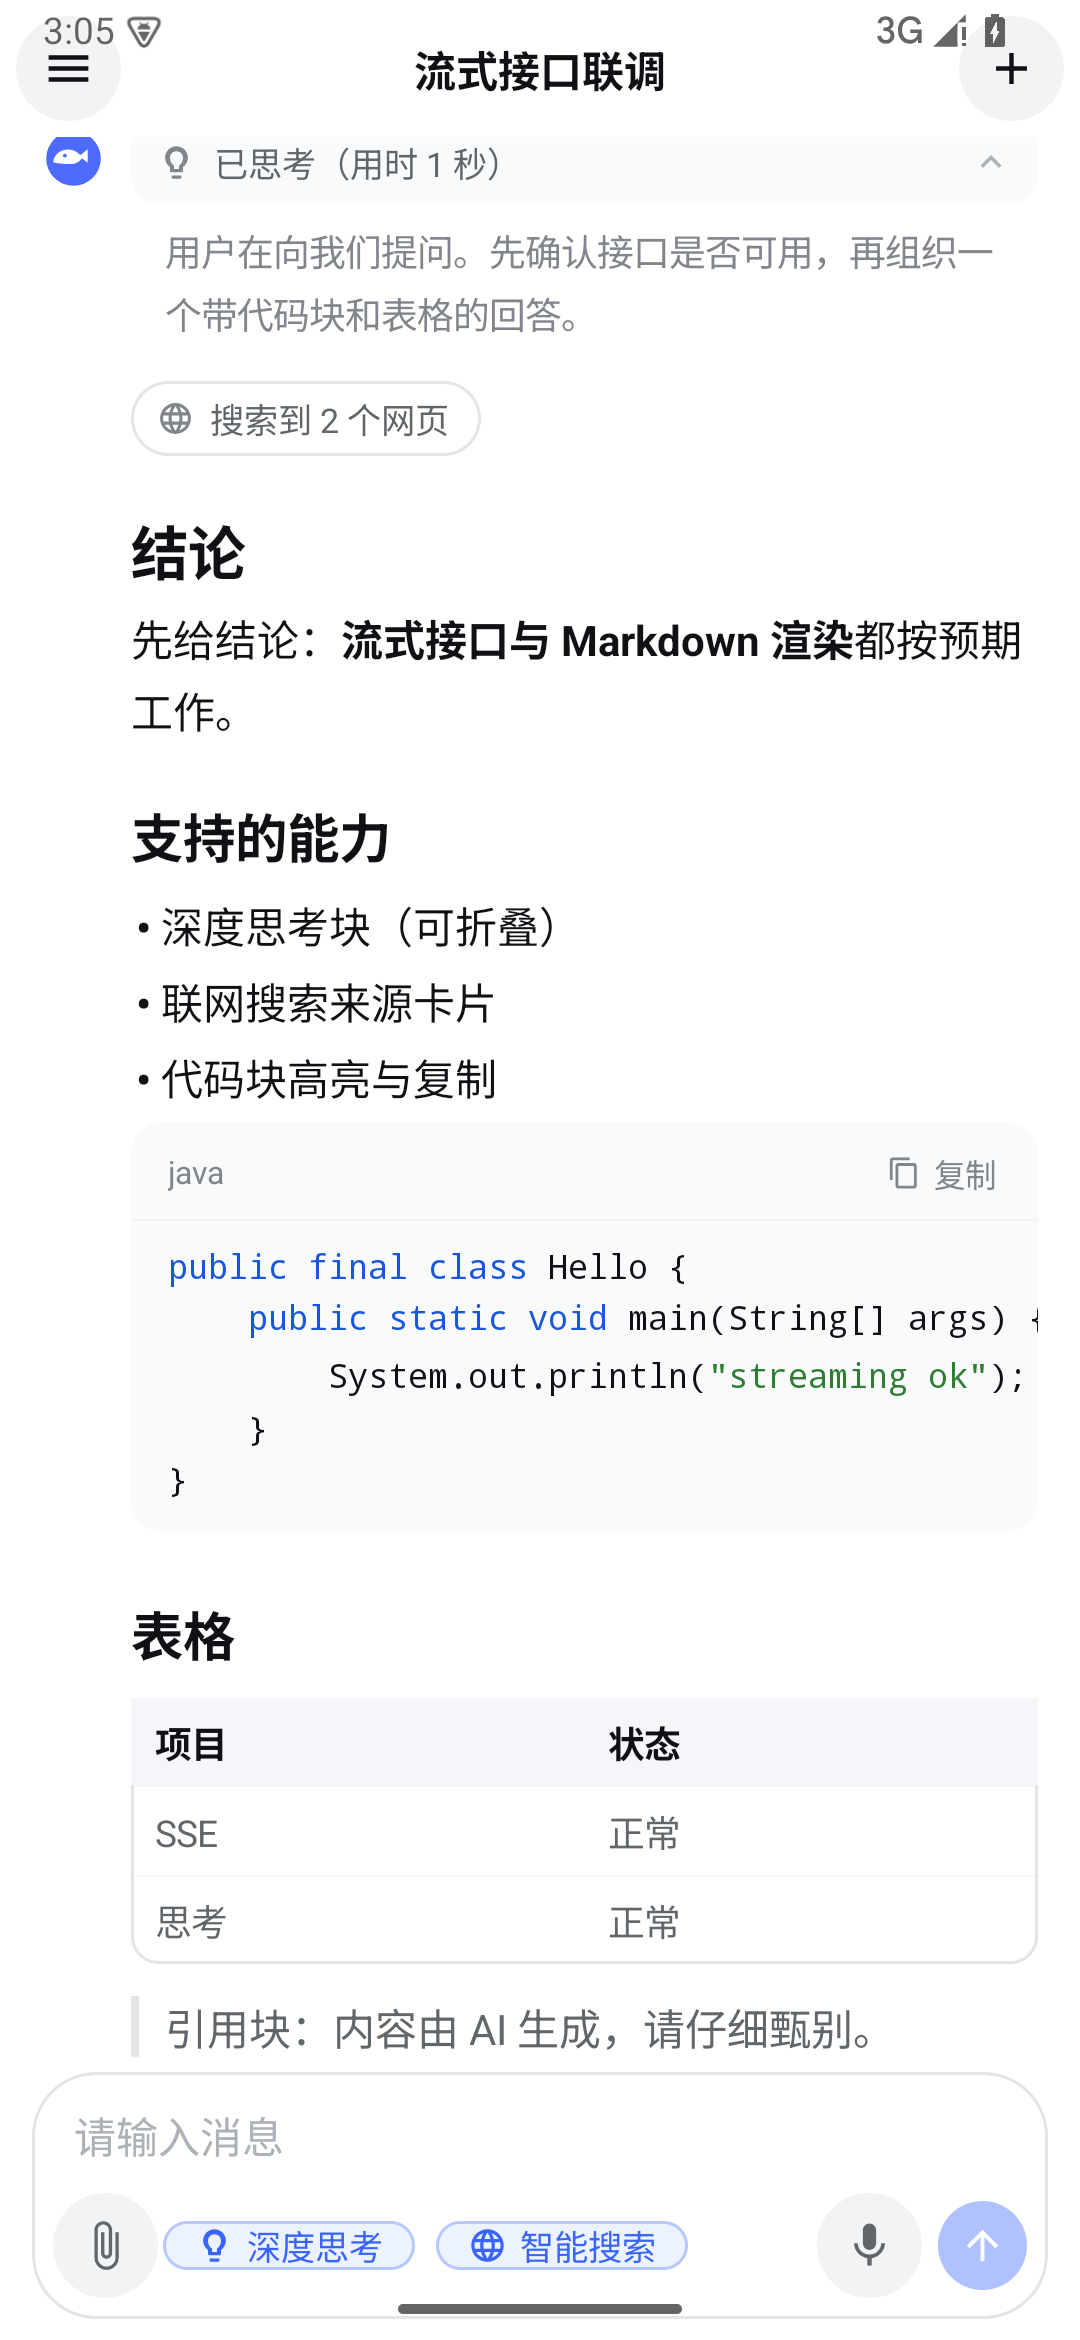 3:05
3G
流式接口联调
已思考（用时 1 秒）
用户在向我们提问。先确认接口是否可用，再组织一
个带代码块和表格的回答。
搜索到 2 个网页
结论
先给结论：流式接口与 Markdown 渲染都按预期
工作。
支持的能力
• 深度思考块（可折叠）
• 联网搜索来源卡片
• 代码块高亮与复制
java
复制
public final class Hello {
    public static void main(String[] args) {
        System.out.println("streaming ok");
    }
}
表格
项目 状态
SSE 正常
思考 正常
引用块：内容由 AI 生成，请仔细甄别。
请输入消息
深度思考
智能搜索